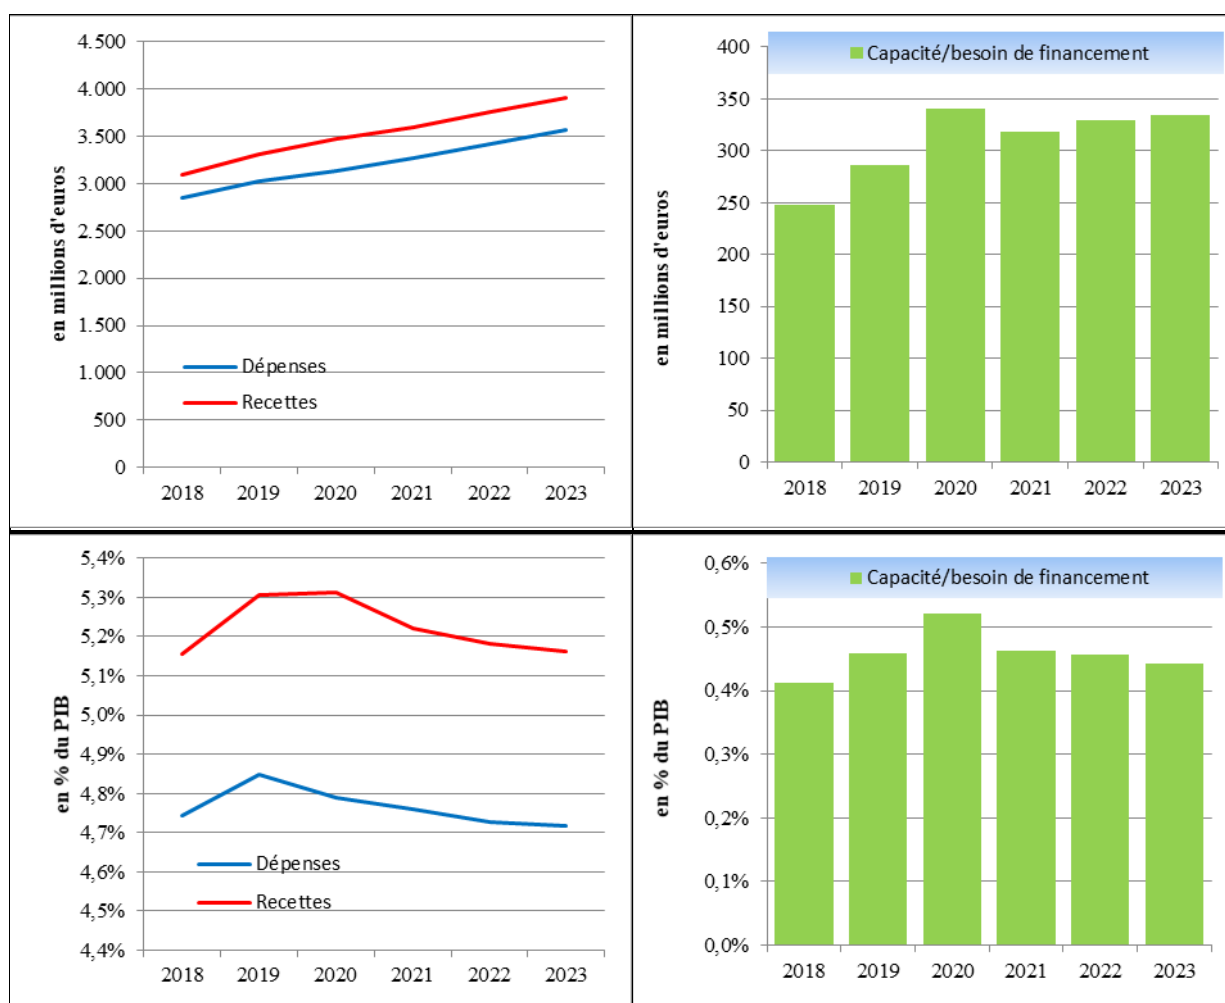 en millions d'euros
4.500
4.000
3.500
3.000
2.500
2.000
1.500
1.000
500
0
Dépenses
Recettes
2018 2019 2020 2021 2022 2023
en millions d'euros
400
350
300
250
200
150
100
50
0
Capacité/besoin de financement
2018 2019 2020 2021 2022 2023
en % du PIB
5,4%
5,3%
5,2%
5,1%
5,0%
4,9%
4,8%
4,7%
4,6%
4,5%
4,4%
Dépenses
Recettes
2018 2019 2020 2021 2022 2023
en % du PIB
0,6%
0,5%
0,4%
0,3%
0,2%
0,1%
0,0%
Capacité/besoin de financement
2018 2019 2020 2021 2022 2023